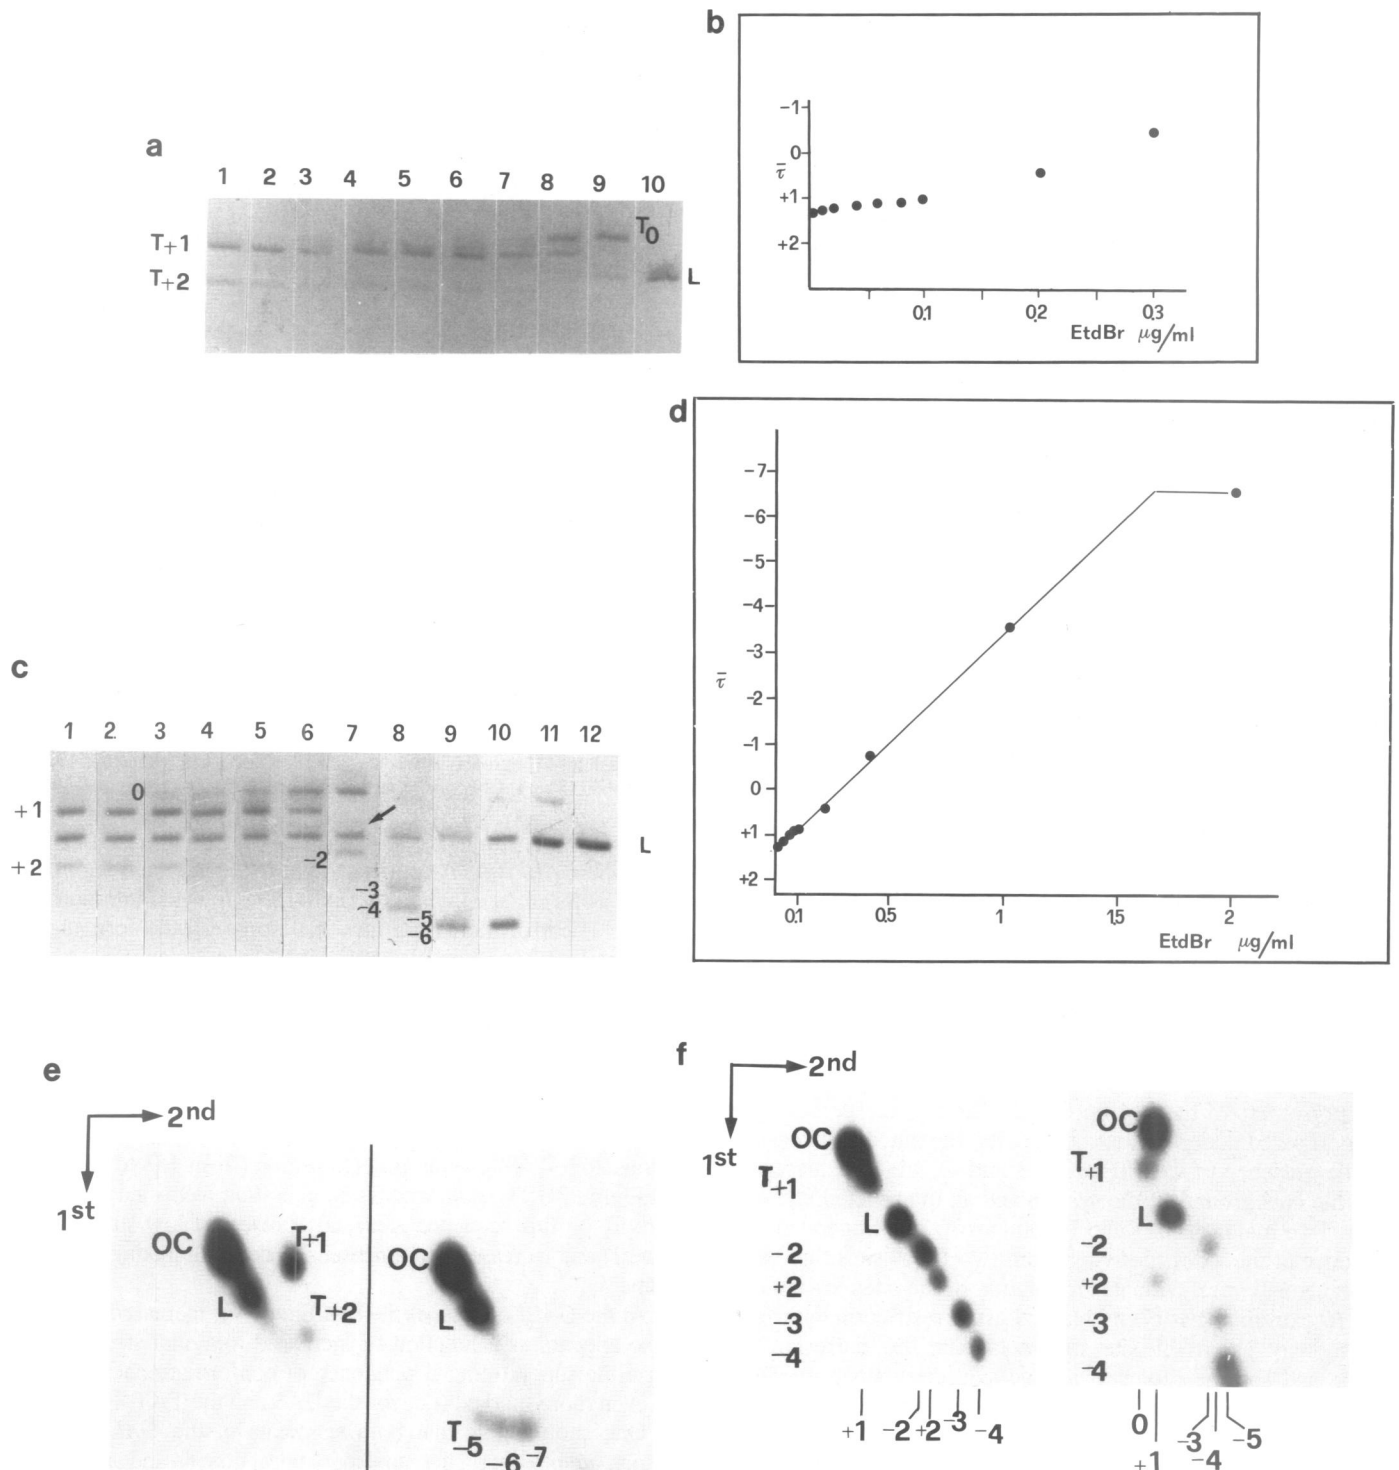 a
1 2 3 4 5 6 7 8 9 10
T+1
T+2
T0
L
b
-1
0
τ̄
+1
+2
0.1 0.2 0.3
EtdBr μg/ml
c
1 2. 3 4 5 6 7 8 9 10 11 12
0
+1
+2
-2
-3
-4
-5
-6
L
d
-7
-6
-5
-4
-3
τ̄
-2
-1
0
+1
+2
0.1 0.5 1 1.5 2
EtdBr μg/ml
e
2nd
1st
OC
T+1
L
T+2
OC
L
T-5
-6
-7
f
2nd
1st
OC
T+1
L
-2
+2
-3
-4
+1 -2 +2 -3 -4
OC
T+1
L
-2
+2
-3
-4
0 +1 -3 -4 -5